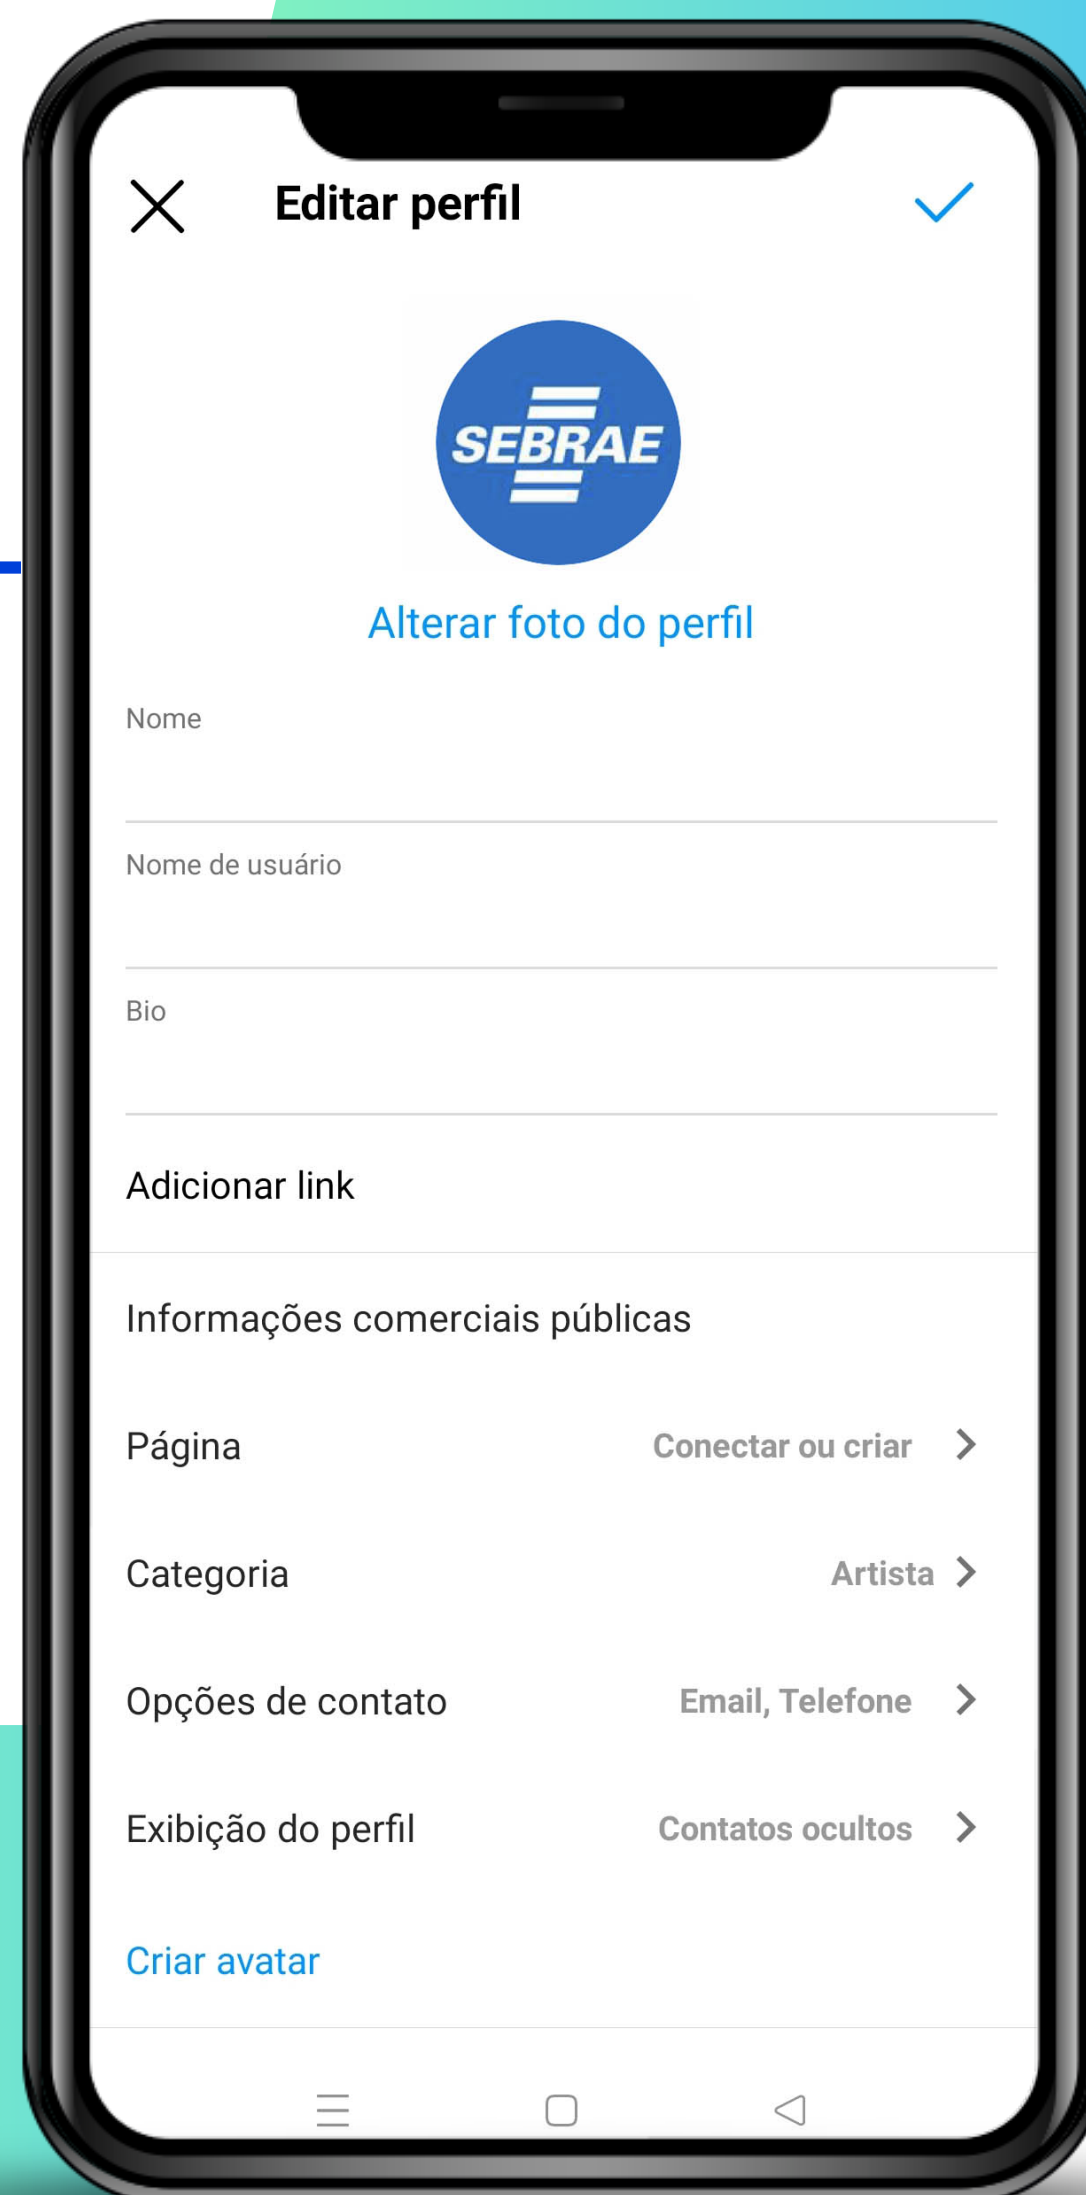 Editar perfil
SEBRAE
Alterar foto do perfil
Nome
Nome de usuário
Bio
Adicionar link
Informações comerciais públicas
Página Conectar ou criar
Categoria Artista
Opções de contato Email, Telefone
Exibição do perfil Contatos ocultos
Criar avatar